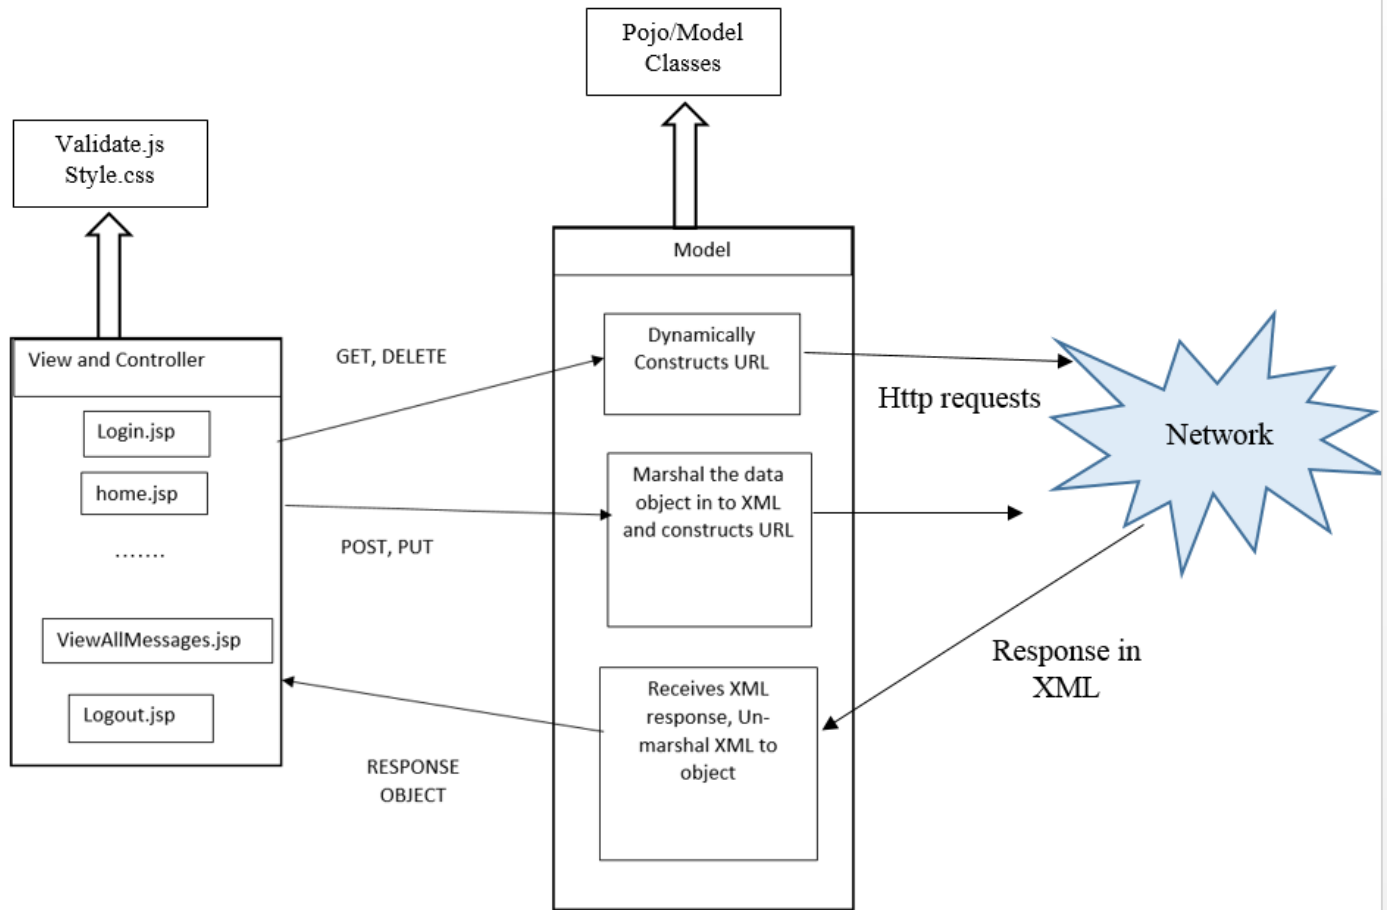 Pojo/Model
Classes
Validate.js
Style.css
Model
View and Controller
GET, DELETE
Dynamically
Constructs URL
Http requests
Network
Login.jsp
home.jsp
.......
POST, PUT
Marshal the data
object in to XML
and constructs URL
ViewAllMessages.jsp
Logout.jsp
RESPONSE
OBJECT
Receives XML
response, Un-
marshal XML to
object
Response in
XML